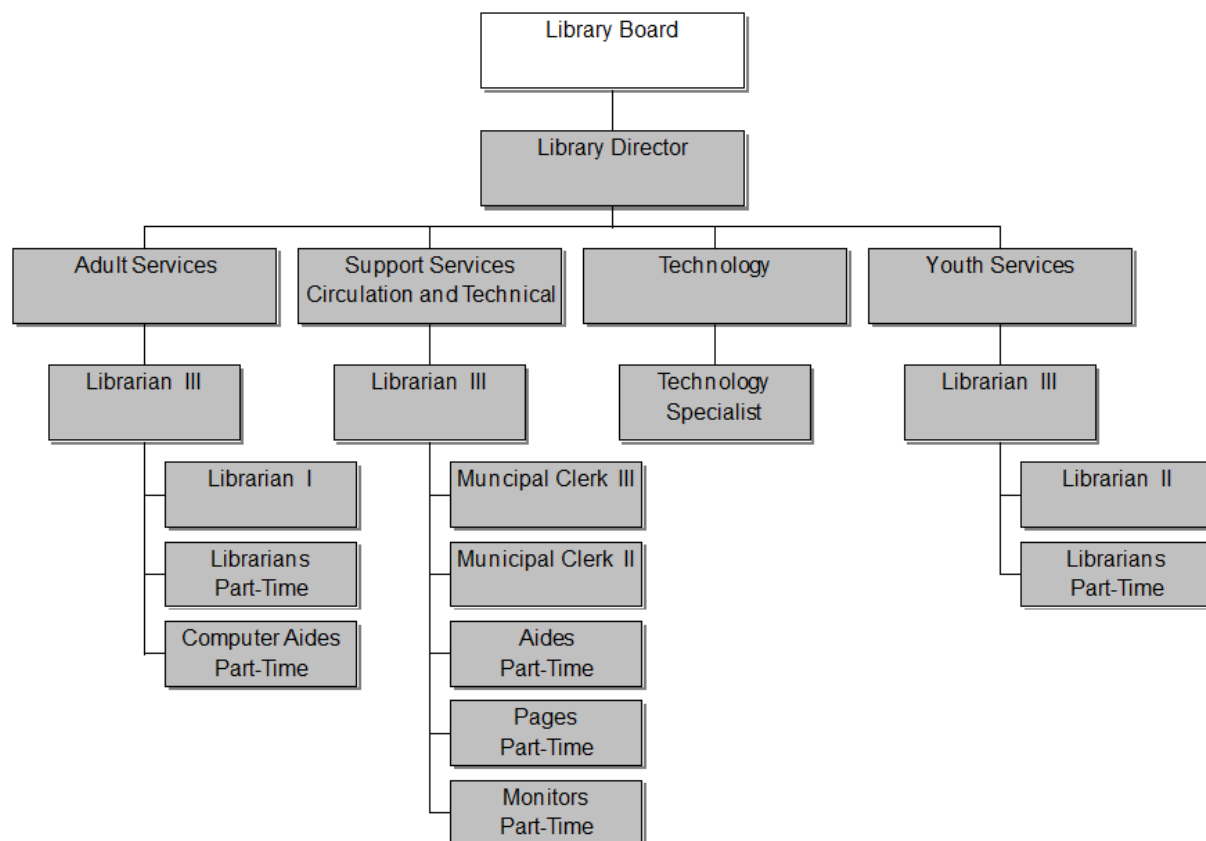 Library Board
Library Director
Adult Services
Support Services
Circulation and Technical
Technology
Youth Services
Librarian III
Librarian III
Technology
Specialist
Librarian III
Librarian I
Librarians
Part-Time
Computer Aides
Part-Time
Muncipal Clerk III
Municipal Clerk II
Aides
Part-Time
Pages
Part-Time
Monitors
Part-Time
Librarian II
Librarians
Part-Time